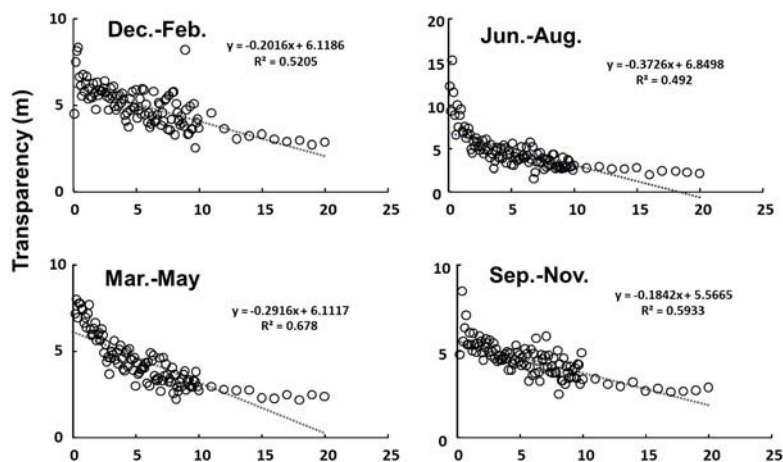 Transparency (m)
Dec.-Feb.
y = -0.2016x + 6.1186
R² = 0.5205
10
5
0
0 5 10 15 20 25
Jun.-Aug.
y = -0.3726x + 6.8498
R² = 0.492
20
15
10
5
0
0 5 10 15 20 25
Mar.-May
y = -0.2916x + 6.1117
R² = 0.678
10
5
0
0 5 10 15 20 25
Sep.-Nov.
y = -0.1842x + 5.5665
R² = 0.5933
10
5
0
0 5 10 15 20 25